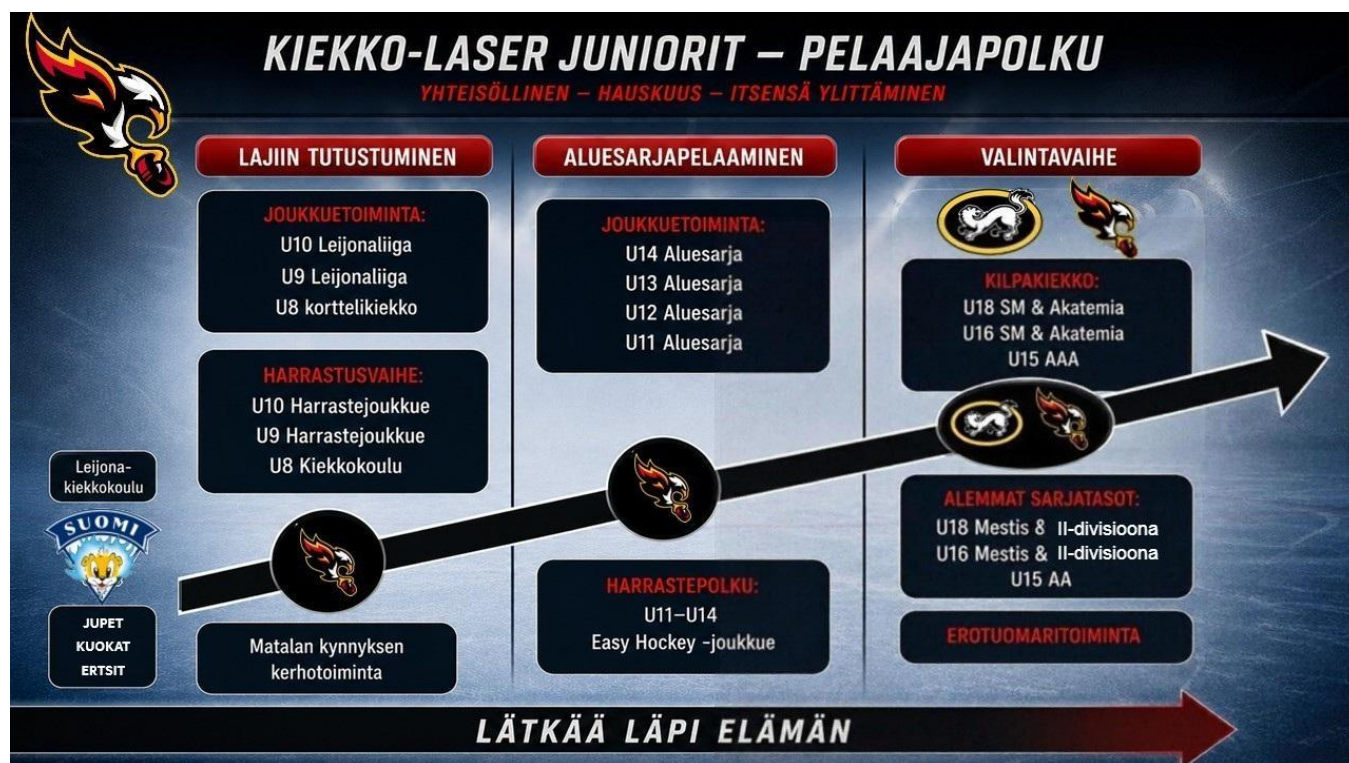 KIEKKO-LASER JUNIORIT – PELAAJAPOLKU
YHTEISÖLLINEN – HAUSKUUS – ITSENSÄ YLITTÄMINEN
LAJIIN TUTUSTUMINEN
JOUKKUETOIMINTA:
U10 Leijonaliiga
U9 Leijonaliiga
U8 korttelikiekko
HARRASTUSVAIHE:
U10 Harrastejoukkue
U9 Harrastejoukkue
U8 Kiekkokoulu
Leijona-
kiekkokoulu
SUOMI
JUPET
KUOKAT
ERTSIT
Matalan kynnyksen
kerhotoiminta
ALUESARJAPELAAMINEN
JOUKKUETOIMINTA:
U14 Aluesarja
U13 Aluesarja
U12 Aluesarja
U11 Aluesarja
HARRASTEPOLKU:
U11–U14
Easy Hockey -joukkue
VALINTAVAIHE
KILPAKIEKKO:
U18 SM & Akatemia
U16 SM & Akatemia
U15 AAA
ALEMMAT SARJATASOT:
U18 Mestis & II-divisioona
U16 Mestis & II-divisioona
U15 AA
EROTUOMARITOIMINTA
LÄTKÄÄ LÄPI ELÄMÄN